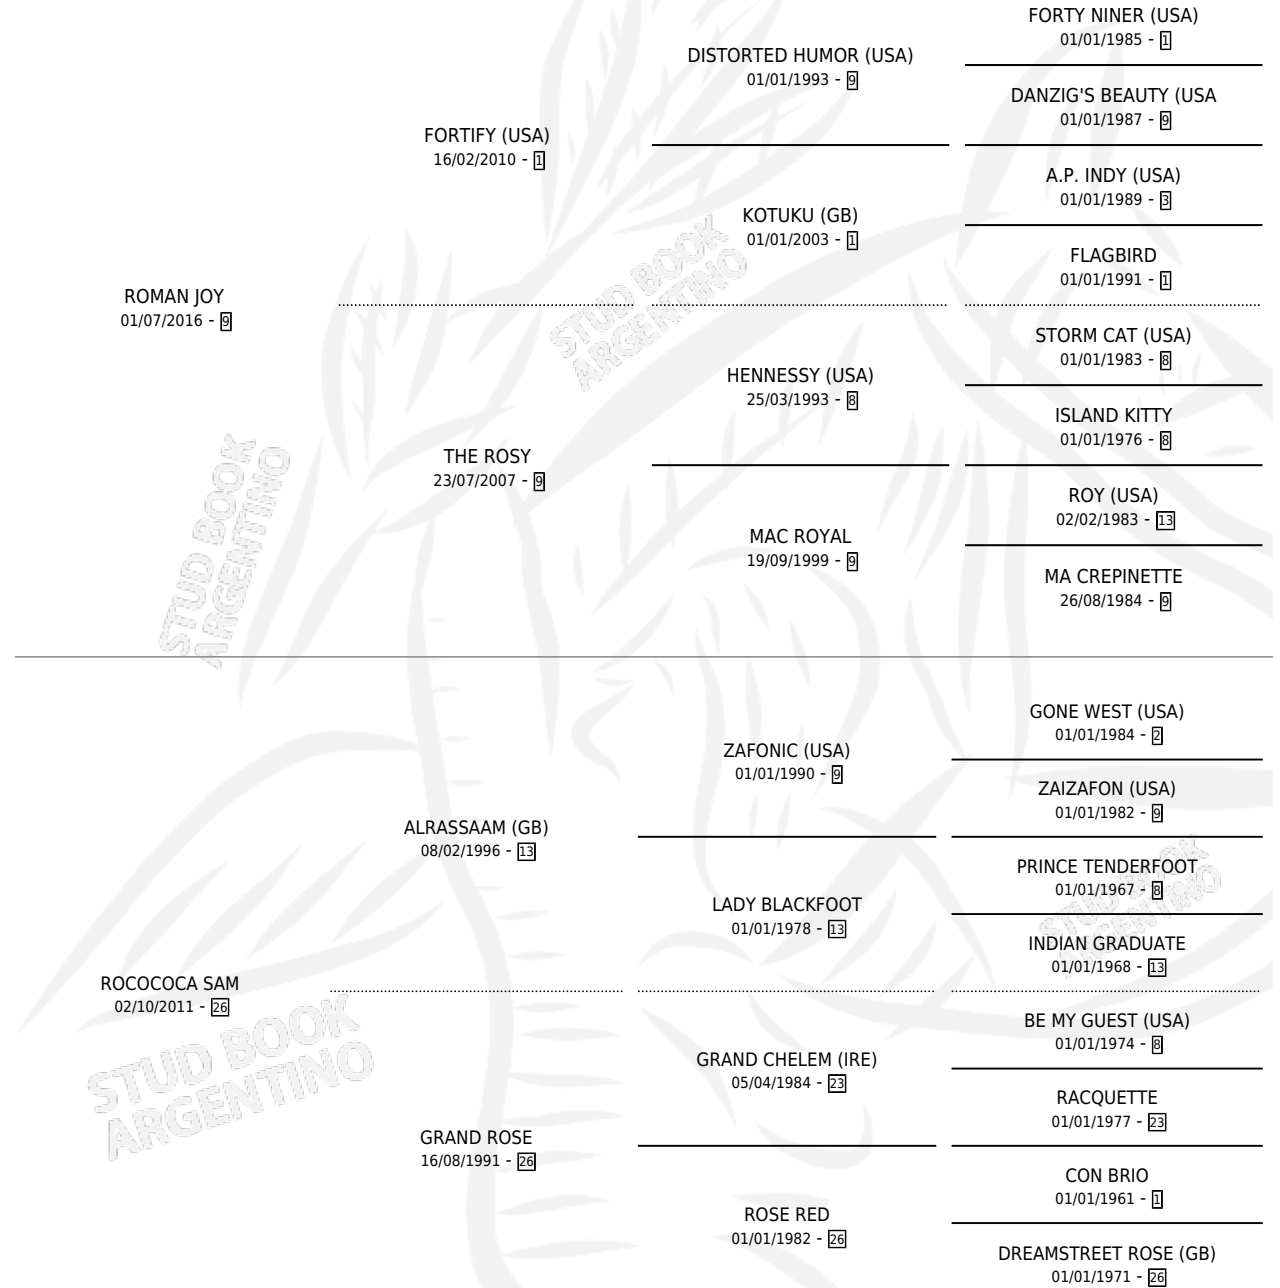 FORTY NINER (USA)
01/01/1985 - 1
DISTORTED HUMOR (USA)
01/01/1993 - 9
DANZIG'S BEAUTY (USA
01/01/1987 - 9
FORTIFY (USA)
16/02/2010 - 1
A.P. INDY (USA)
01/01/1989 - 3
KOTUKU (GB)
01/01/2003 - 1
FLAGBIRD
01/01/1991 - 1
ROMAN JOY
01/07/2016 - 9
STORM CAT (USA)
01/01/1983 - 8
HENNESSY (USA)
25/03/1993 - 8
ISLAND KITTY
01/01/1976 - 8
THE ROSY
23/07/2007 - 9
ROY (USA)
02/02/1983 - 13
MAC ROYAL
19/09/1999 - 9
MA CREPINETTE
26/08/1984 - 9
GONE WEST (USA)
01/01/1984 - 2
ZAFONIC (USA)
01/01/1990 - 9
ZAIZAFON (USA)
01/01/1982 - 9
ALRASSAAM (GB)
08/02/1996 - 13
PRINCE TENDERFOOT
01/01/1967 - 8
LADY BLACKFOOT
01/01/1978 - 13
INDIAN GRADUATE
01/01/1968 - 13
ROCOCOCA SAM
02/10/2011 - 26
BE MY GUEST (USA)
01/01/1974 - 8
GRAND CHELEM (IRE)
05/04/1984 - 23
RACQUETTE
01/01/1977 - 23
GRAND ROSE
16/08/1991 - 26
CON BRIO
01/01/1961 - 1
ROSE RED
01/01/1982 - 26
DREAMSTREET ROSE (GB)
01/01/1971 - 26
STUD BOOK
ARGENTINO
STUD BOOK
ARGENTINO
STUD BOOK
ARGENTINO
STUD BOOK
ARGENTINO